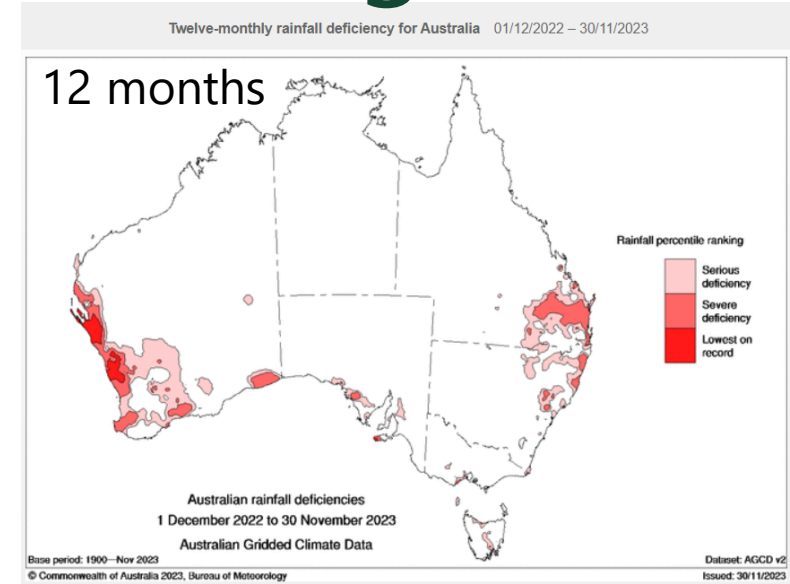 Twelve-monthly rainfall deficiency for Australia 01/12/2022 – 30/11/2023
12 months
Rainfall percentile ranking
Serious
deficiency
Severe
deficiency
Lowest on
record
Australian rainfall deficiencies
1 December 2022 to 30 November 2023
Australian Gridded Climate Data
Base period: 1900—Nov 2023
Dataset: AGCD v2
© Commonwealth of Australia 2023, Bureau of Meteorology
Issued: 30/11/2023